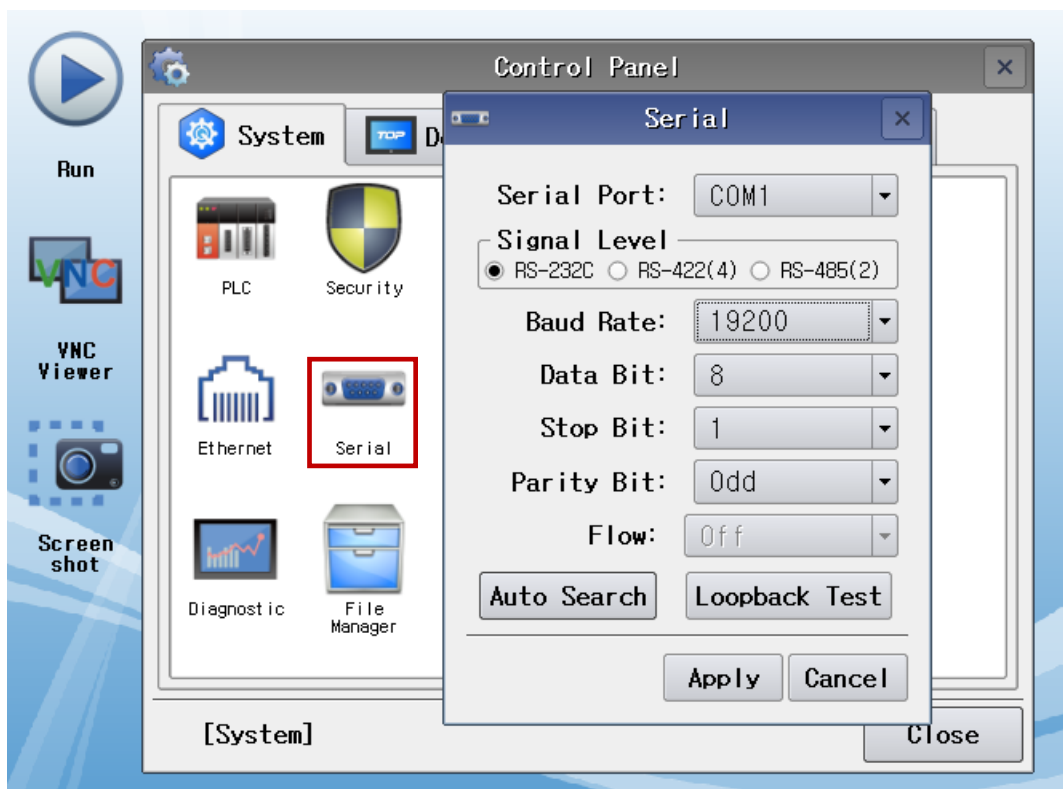 Control Panel
Run
System
TOP
Serial
Serial Port: COM1
Signal Level
RS-232C RS-422(4) RS-485(2)
Baud Rate: 19200
Data Bit: 8
Stop Bit: 1
Parity Bit: Odd
Flow: Off
Auto Search Loopback Test
Apply Cancel
VNC
VNC
Viewer
Screen
shot
PLC
Security
Ethernet
Serial
Diagnostic
File
Manager
[System]
Close